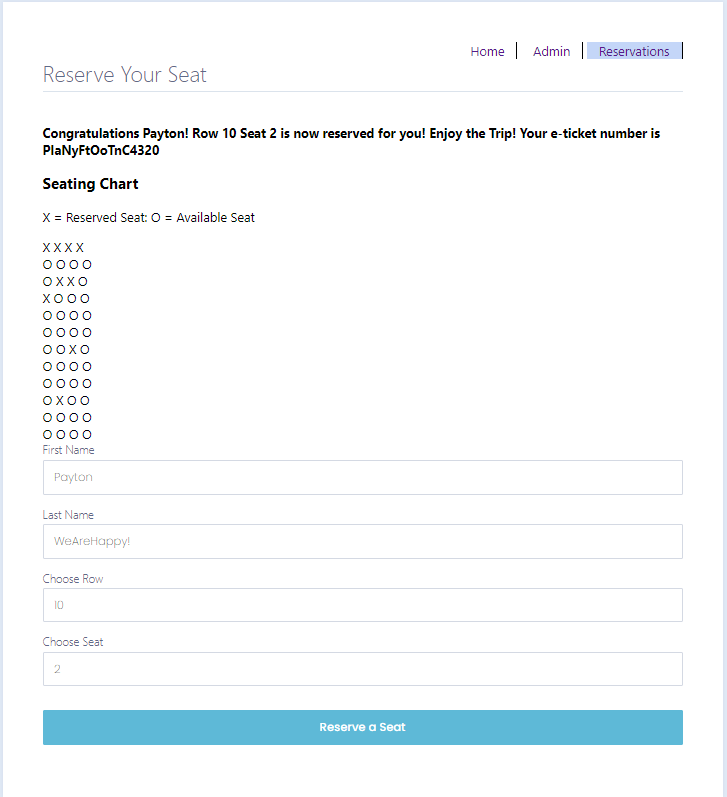 Home Admin Reservations
Reserve Your Seat
Congratulations Payton! Row 10 Seat 2 is now reserved for you! Enjoy the Trip! Your e-ticket number is
PIaNyFtOoTnC4320
Seating Chart
X = Reserved Seat: O = Available Seat
X X X X
O O O O
O X X O
X O O O
O O O O
O O O O
O O X O
O O O O
O O O O
O X O O
O O O O
O O O O
First Name
Payton
Last Name
WeAreHappy!
Choose Row
10
Choose Seat
2
Reserve a Seat